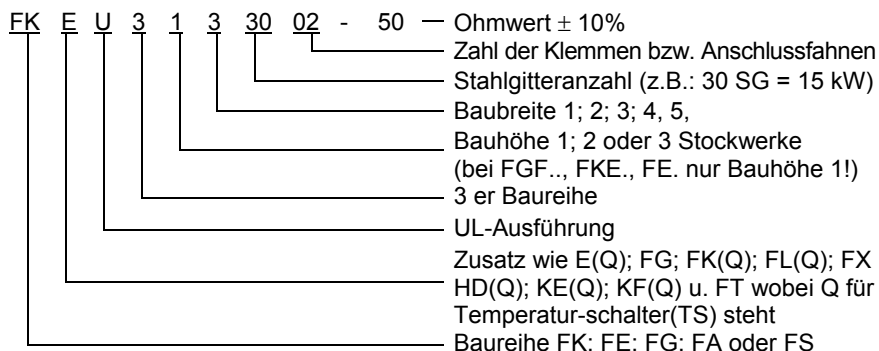 FK E U 3 1 3 30 02 - 50 — Ohmwert ± 10%
Zahl der Klemmen bzw. Anschlussfahnen
Stahlgitteranzahl (z.B.: 30 SG = 15 kW)
Baubreite 1; 2; 3; 4, 5,
Bauhöhe 1; 2 oder 3 Stockwerke
(bei FGF.., FKE., FE. nur Bauhöhe 1!)
3 er Baureihe
UL-Ausführung
Zusatz wie E(Q); FG; FK(Q); FL(Q); FX
HD(Q); KE(Q); KF(Q) u. FT wobei Q für
Temperatur-schalter(TS) steht
Baureihe FK; FE; FG; FA oder FS